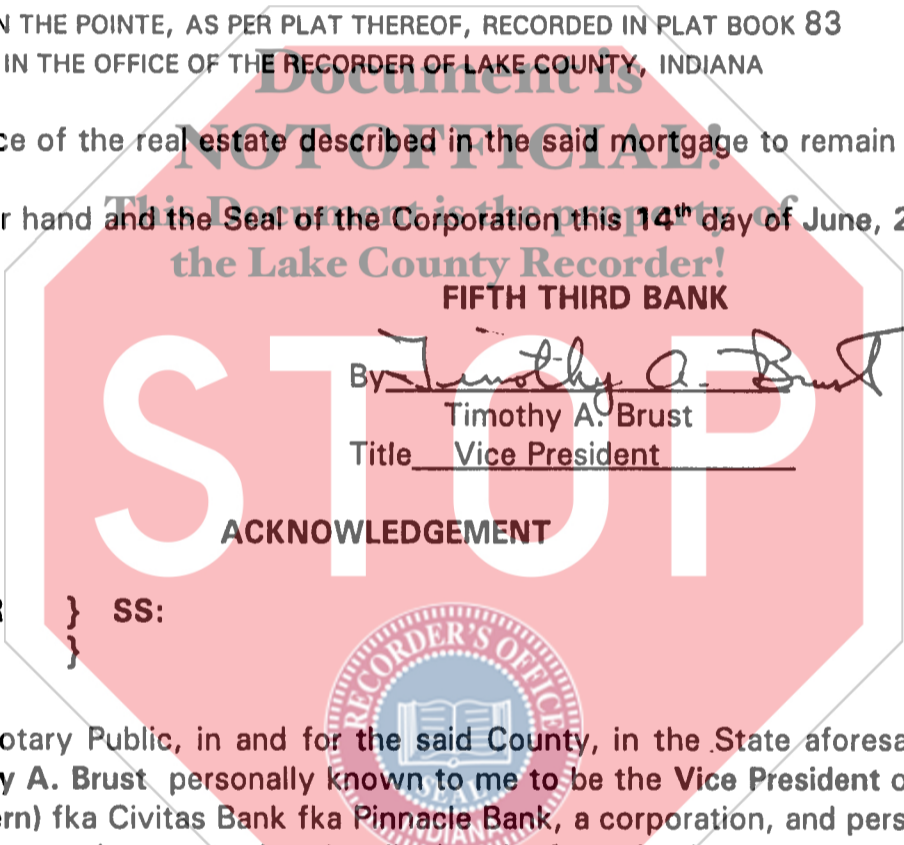 N THE POINTE, AS PER PLAT THEREOF, RECORDED IN PLAT BOOK 83
IN THE OFFICE OF THE RECORDER OF LAKE COUNTY, INDIANA
Document is
ce of the real estate described in the said mortgage to remain
NOT OFFICIAL!
This Document is the property of
r hand and the Seal of the Corporation this 14th day of June, 2
the Lake County Recorder!
FIFTH THIRD BANK
STOP
By Timothy A. Brust
Timothy A. Brust
Title Vice President
ACKNOWLEDGEMENT
R } SS:
}
RECORDER'S OFFICE
SEAL
INDIANA
otary Public, in and for the said County, in the State aforesa
y A. Brust personally known to me to be the Vice President o
ern) fka Civitas Bank fka Pinnacle Bank, a corporation, and pers